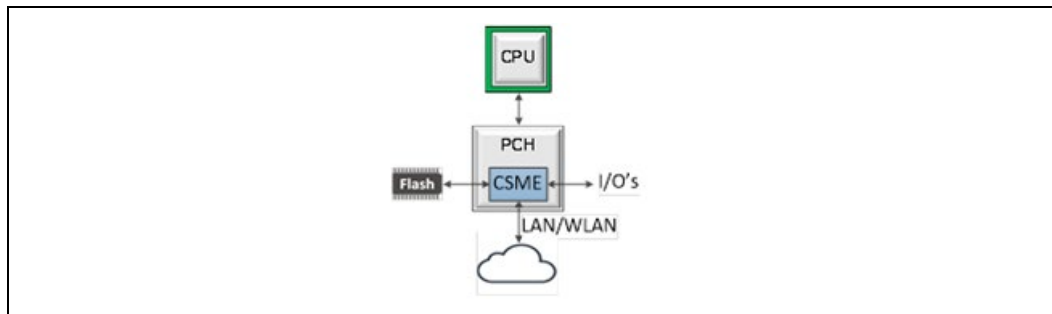 CPU
PCH
Flash
CSME
I/O's
LAN/WLAN